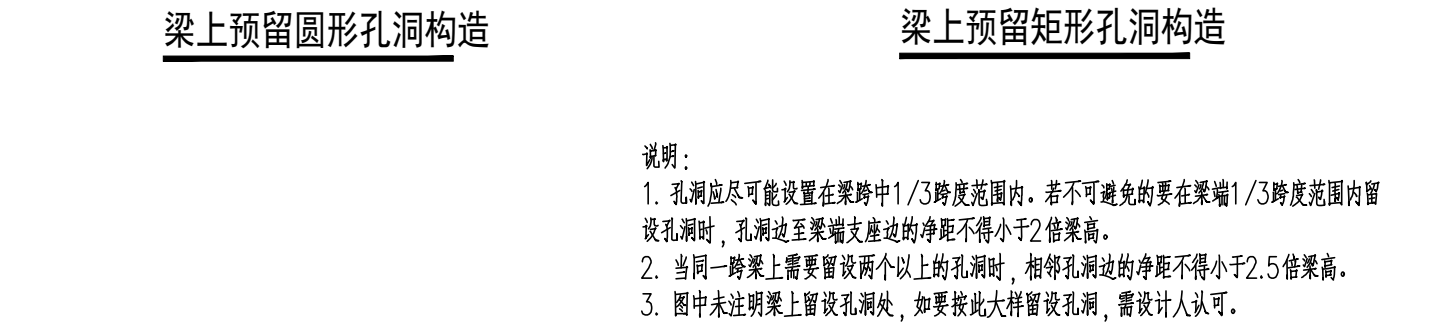 梁上预留圆形孔洞构造
梁上预留矩形孔洞构造
说明：
1. 孔洞应尽可能设置在梁跨中1/3跨度范围内。若不可避免的要在梁端1/3跨度范围内留
设孔洞时，孔洞边至梁端支座边的净距不得小于2倍梁高。
2. 当同一跨梁上需要留设两个以上的孔洞时，相邻孔洞边的净距不得小于2.5倍梁高。
3. 图中未注明梁上留设孔洞处，如要按此大样留设孔洞，需设计人认可。